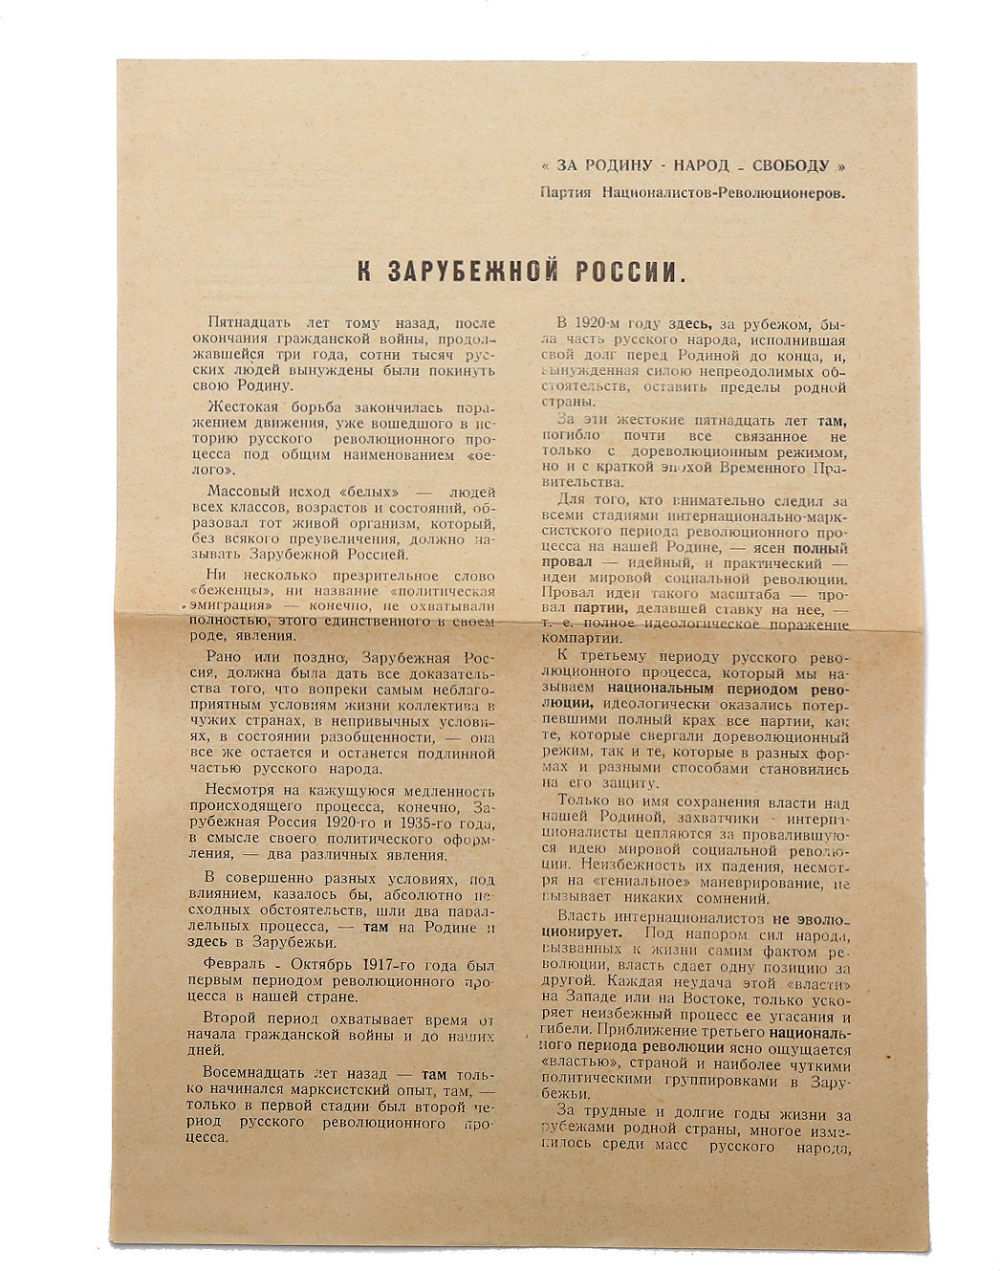 « ЗА РОДИНУ - НАРОД - СВОБОДУ »
Партия Националистов-Революционеров.
К ЗАРУБЕЖНОЙ РОССИИ.
Пятнадцать лет тому назад, после
окончания гражданской войны, продол-
жавшейся три года, сотни тысяч рус-
ских людей вынуждены были покинуть
свою Родину.
Жестокая борьба закончилась пора-
жением движения, уже вошедшого в ис-
торию русского революционного про-
цесса под общим наименованием «бе-
лого».
Массовый исход «белых» — людей
всех классов, возрастов и состояний, об-
разовал тот живой организм, который,
без всякого преувеличения, должно на-
зывать Зарубежной Россией.
Ни несколько презрительное слово
«беженцы», ни название «политическая
эмиграция» — конечно, не охватывали
полностью, этого единственного в своем
роде, явления.
Рано или поздно, Зарубежная Рос-
сия, должна была дать все доказатель-
ства того, что вопреки самым неблаго-
приятным условиям жизни коллектива в
чужих странах, в непривычных услови-
ях, в состоянии разобщенности, — она
все же остается и останется подлинной
частью русского народа.
Несмотря на кажущуюся медленность
происходящего процесса, конечно, За-
рубежная Россия 1920-го и 1935-го года,
в смысле своего политического оформ-
ления, — два различных явления.
В совершенно разных условиях, под
влиянием, казалось бы, абсолютно не-
сходных обстоятельств, шли два парал-
лельных процесса, — там на Родине и
здесь в Зарубежьи.
Февраль - Октябрь 1917-го года был
первым периодом революционного про-
цесса в нашей стране.
Второй период охватывает время от
начала гражданской войны и до наших
дней.
Восемнадцать лет назад — там толь-
ко начинался марксистский опыт, там, —
только в первой стадии был второй пе-
риод русского революционного про-
цесса.
В 1920-м году здесь, за рубежом, бы-
ла часть русского народа, исполнившая
свой долг перед Родиной до конца, и,
вынужденная силою непреодолимых об-
стоятельств, оставить пределы родной
страны.
За эти жестокие пятнадцать лет там,
погибло почти все связанное не
только с дореволюционным режимом,
но и с краткой эпохой Временного Пра-
вительства.
Для того, кто внимательно следил за
всеми стадиями интернационально-марк-
систского периода революционного про-
цесса на нашей Родине, — ясен полный
провал — идейный, и практический —
идеи мировой социальной революции.
Провал идеи такого масштаба — про-
вал партии, делавшей ставку на нее, —
т. е. полное идеологическое поражение
компартии.
К третьему периоду русского рево-
люционного процесса, который мы на-
зываем национальным периодом рево-
люции, идеологически оказались потер-
певшими полный крах все партии, как
те, которые свергали дореволюционный
режим, так и те, которые в разных фор-
мах и разными способами становились
на его защиту.
Только во имя сохранения власти над
нашей Родиной, захватчики - интерна-
ционалисты цепляются за провалившую-
ся идею мировой социальной револю-
ции. Неизбежность их падения, несмот-
ря на «гениальное» маневрирование, не
вызывает никаких сомнений.
Власть интернационалистов не эволю-
ционирует. Под напором сил народа,
вызванных к жизни самим фактом ре-
волюции, власть сдает одну позицию за
другой. Каждая неудача этой «власти»
на Западе или на Востоке, только уско-
ряет неизбежный процесс ее угасания и
гибели. Приближение третьего националь-
ного периода революции ясно ощущается
«властью», страной и наиболее чуткими
политическими группировками в Зару-
бежьи.
За трудные и долгие годы жизни за
рубежами родной страны, многое изме-
нилось среди масс русского народа,